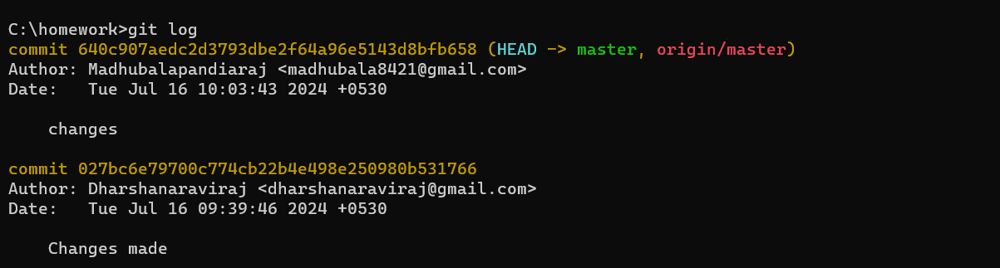 C:\homework>git log
commit 640c907aedc2d3793dbe2f64a96e5143d8bfb658 (HEAD -> master, origin/master)
Author: Madhubalapandiaraj <madhubala8421@gmail.com>
Date:   Tue Jul 16 10:03:43 2024 +0530
    changes
commit 027bc6e79700c774cb22b4e498e250980b531766
Author: Dharshanaraviraj <dharshanaraviraj@gmail.com>
Date:   Tue Jul 16 09:39:46 2024 +0530
    Changes made